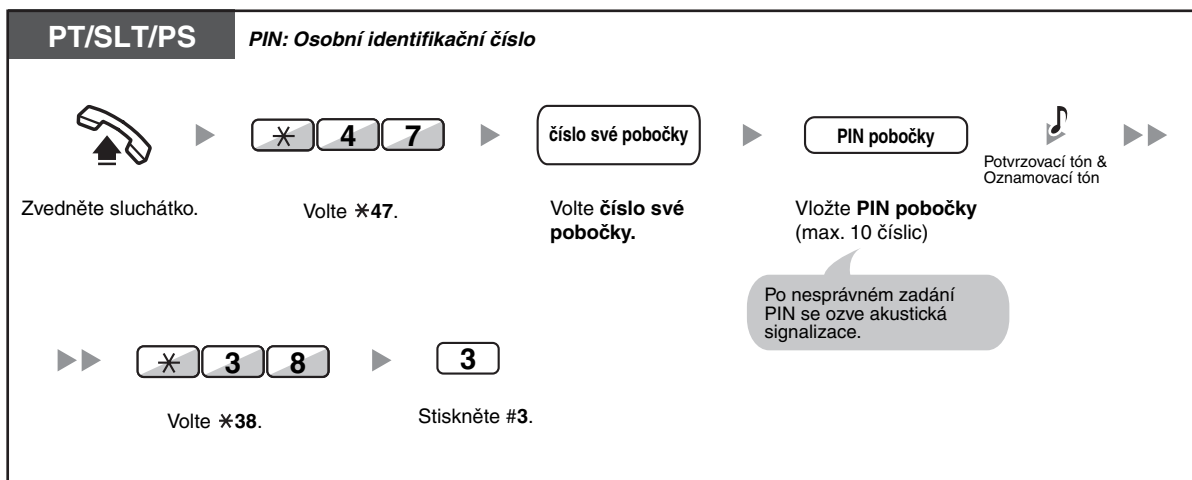 PT/SLT/PS
PIN: Osobní identifikační číslo
✳ 4 7
číslo své pobočky
PIN pobočky
Potvrzovací tón &
Oznamovací tón
Zvedněte sluchátko.
Volte ✳47.
Volte číslo své
pobočky.
Vložte PIN pobočky
(max. 10 číslic)
Po nesprávném zadání
PIN se ozve akustická
signalizace.
✳ 3 8
3
Volte ✳38.
Stiskněte #3.